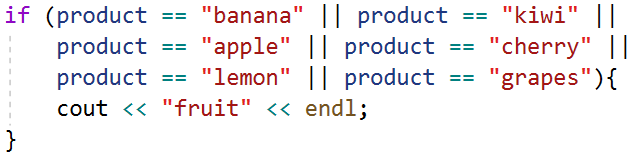 if (product == "banana" || product == "kiwi" ||
    product == "apple" || product == "cherry" ||
    product == "lemon" || product == "grapes"){
    cout << "fruit" << endl;
}